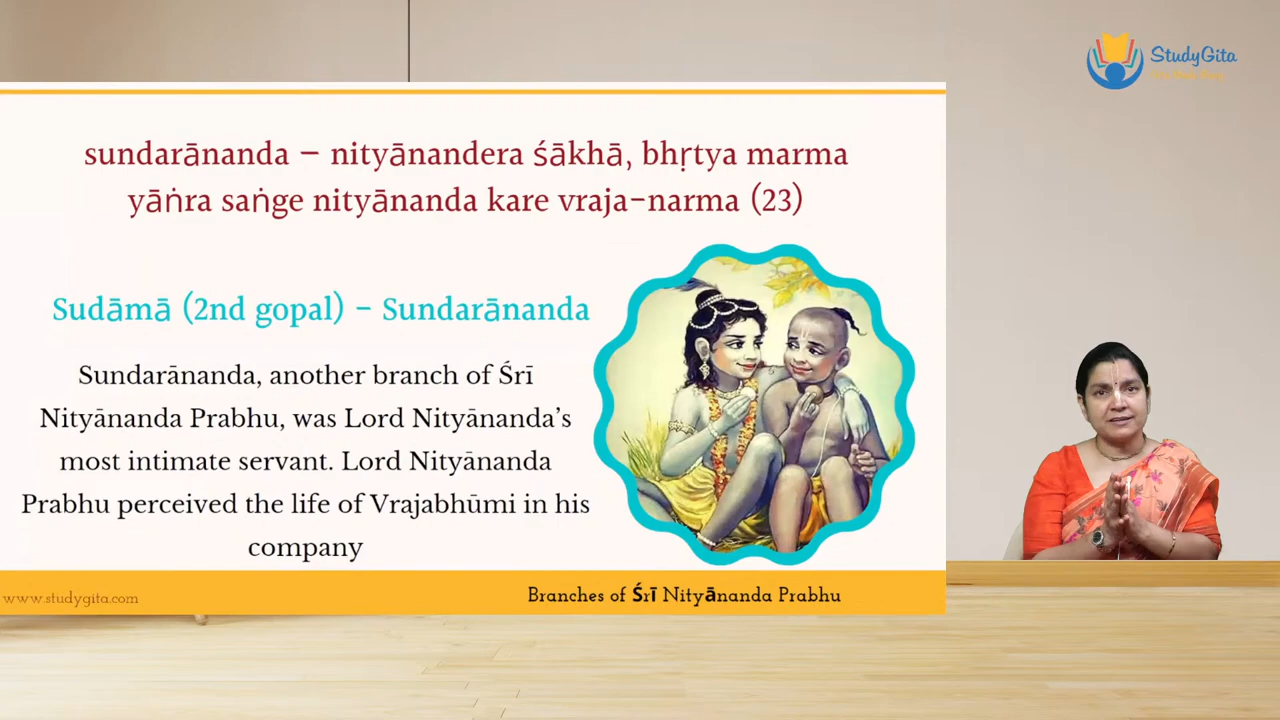 StudyGita
sundarānanda – nityānandera śākhā, bhṛtya marma
yāṅra saṅge nityānanda kare vraja-narma (23)
Sudāmā (2nd gopal) - Sundarānanda
Sundarānanda, another branch of Śrī
Nityānanda Prabhu, was Lord Nityānanda's
most intimate servant. Lord Nityānanda
Prabhu perceived the life of Vrajabhūmi in his
company
www.studygita.com
Branches of Śrī Nityānanda Prabhu